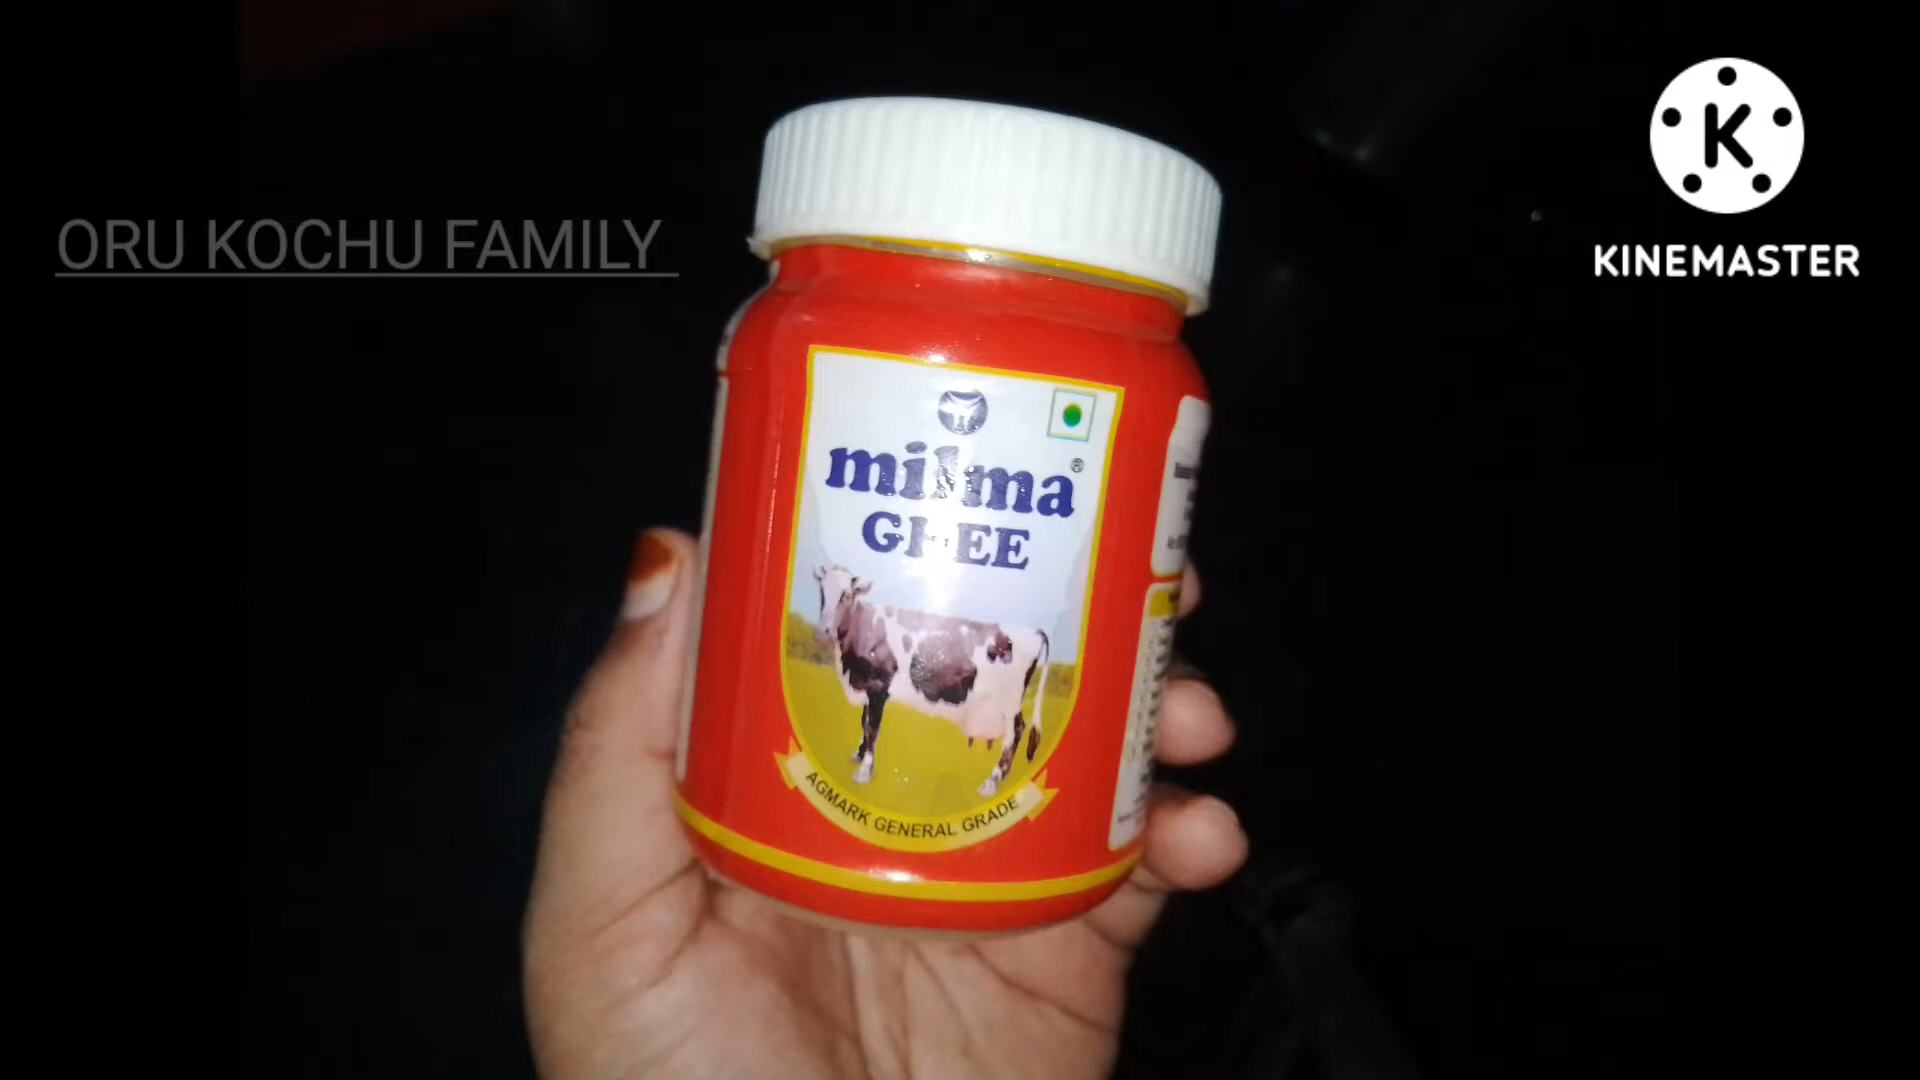 ORU KOCHU FAMILY
K
KINEMASTER
milma®
GHEE
AGMARK GENERAL GRADE